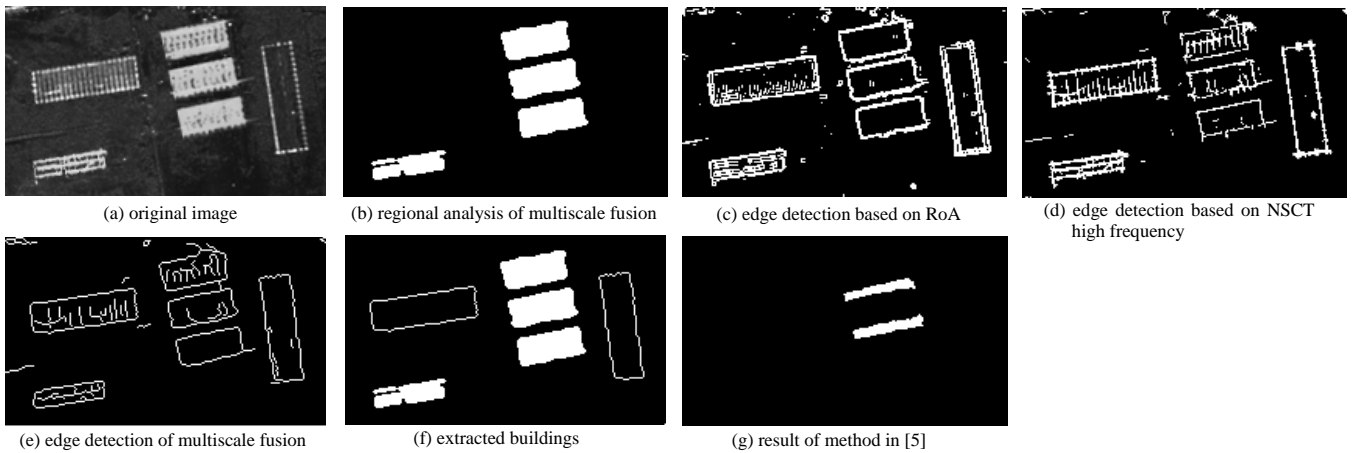 (a) original image
(b) regional analysis of multiscale fusion
(c) edge detection based on RoA
(d) edge detection based on NSCT
high frequency
(e) edge detection of multiscale fusion
(f) extracted buildings
(g) result of method in [5]